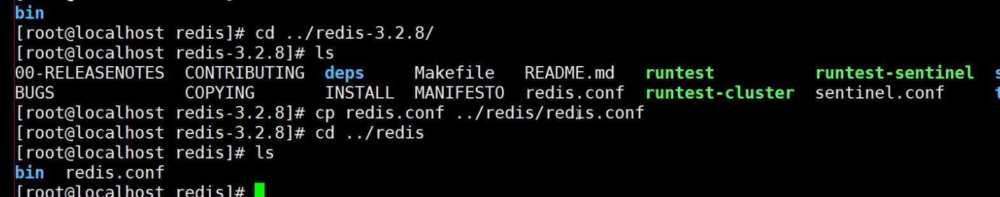 bin
[root@localhost redis]# cd ../redis-3.2.8/
[root@localhost redis-3.2.8]# ls
00-RELEASENOTES CONTRIBUTING deps Makefile README.md runtest runtest-sentinel
BUGS COPYING INSTALL MANIFESTO redis.conf runtest-cluster sentinel.conf
[root@localhost redis-3.2.8]# cp redis.conf ../redis/redis.conf
[root@localhost redis-3.2.8]# cd ../redis
[root@localhost redis]# ls
bin redis.conf
[root@localhost redis]#